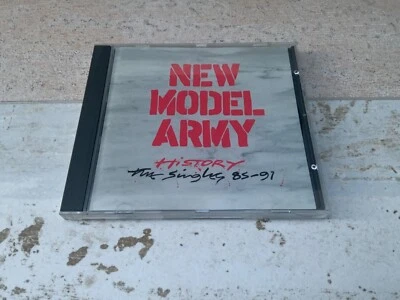 NEW
MODEL
ARMY
HiSTORY
The Singles 85-91